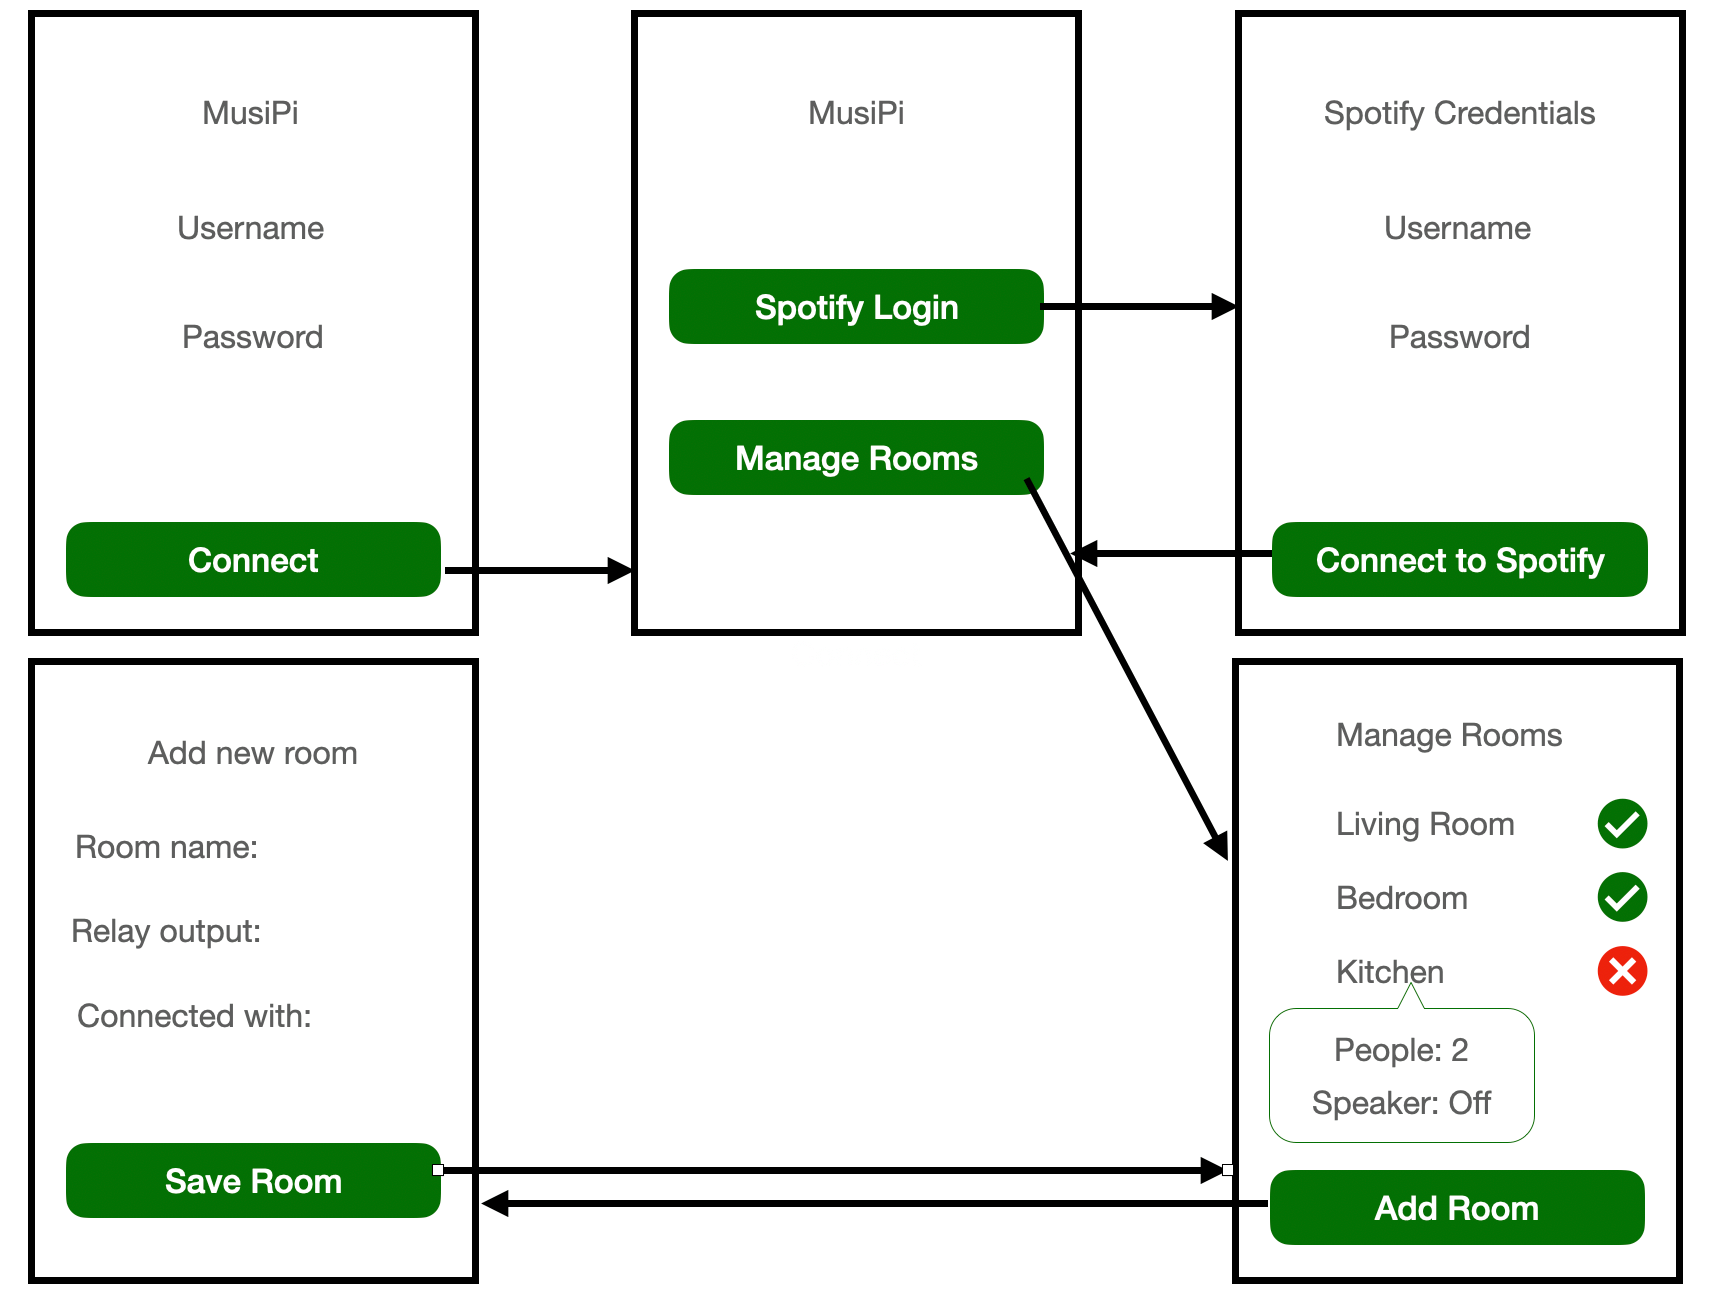 MusiPi
Username
Password
Connect
MusiPi
Spotify Login
Manage Rooms
Spotify Credentials
Username
Password
Connect to Spotify
Add new room
Room name:
Relay output:
Connected with:
Save Room
Manage Rooms
Living Room
Bedroom
Kitchen
People: 2
Speaker: Off
Add Room